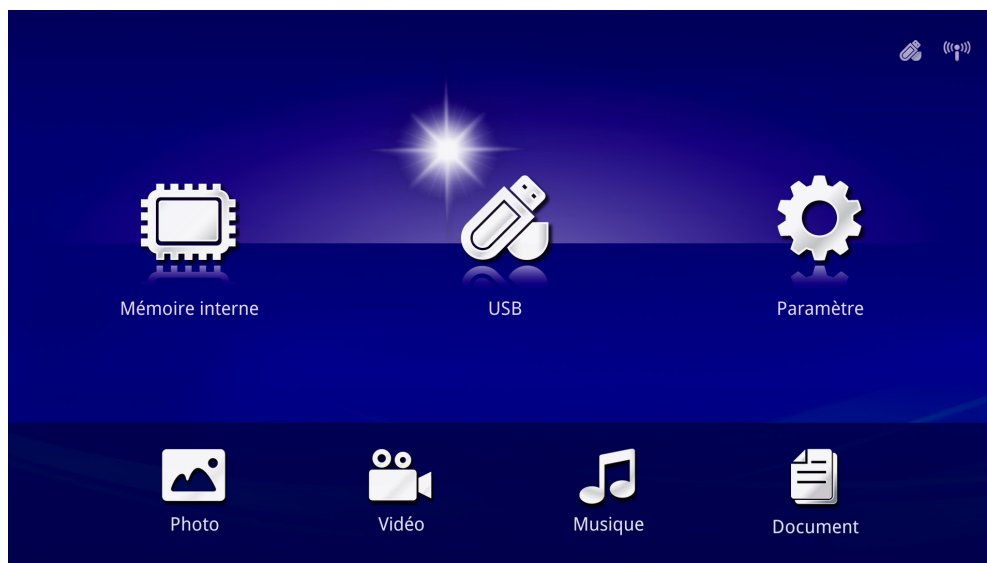 Mémoire interne
USB
Paramètre
Photo
Vidéo
Musique
Document